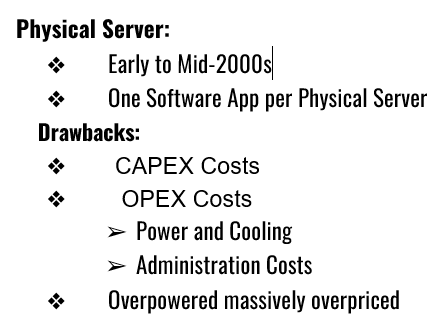 Physical Server:
❖ Early to Mid-2000s
❖ One Software App per Physical Server
Drawbacks:
❖ CAPEX Costs
❖ OPEX Costs
➢ Power and Cooling
➢ Administration Costs
❖ Overpowered massively overpriced